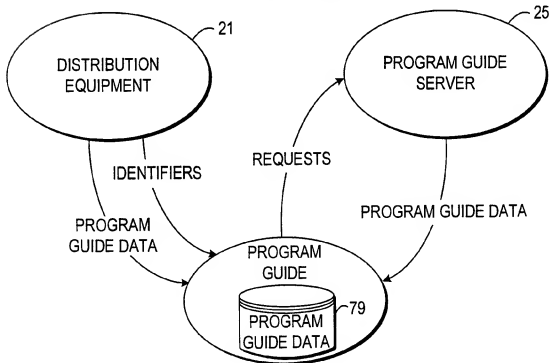 21
DISTRIBUTION
EQUIPMENT
25
PROGRAM GUIDE
SERVER
IDENTIFIERS
REQUESTS
PROGRAM
GUIDE DATA
PROGRAM GUIDE DATA
PROGRAM
GUIDE
79
PROGRAM
GUIDE DATA